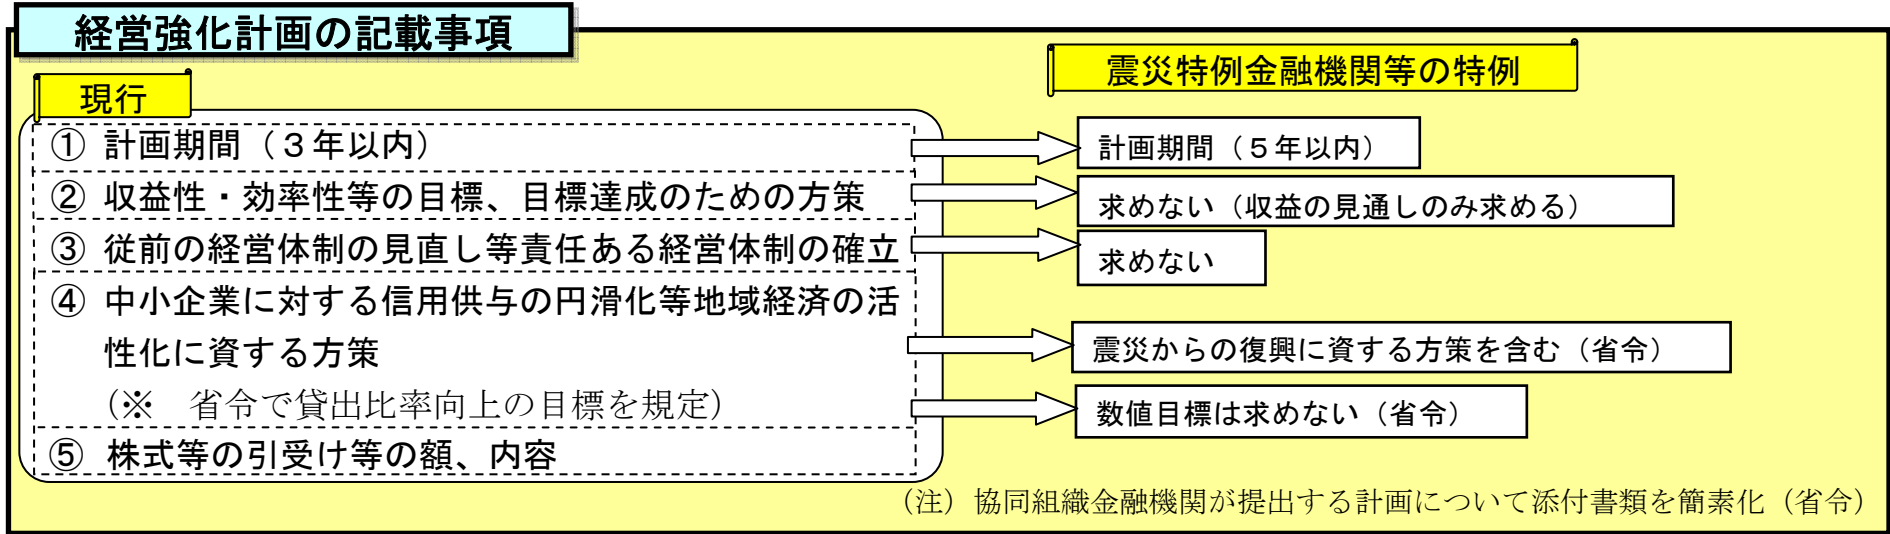 経営強化計画の記載事項
現行
① 計画期間（３年以内）
② 収益性・効率性等の目標、目標達成のための方策
③ 従前の経営体制の見直し等責任ある経営体制の確立
④ 中小企業に対する信用供与の円滑化等地域経済の活
性化に資する方策
（※　省令で貸出比率向上の目標を規定）
⑤ 株式等の引受け等の額、内容
震災特例金融機関等の特例
計画期間（５年以内）
求めない（収益の見通しのみ求める）
求めない
震災からの復興に資する方策を含む（省令）
数値目標は求めない（省令）
（注）協同組織金融機関が提出する計画について添付書類を簡素化（省令）